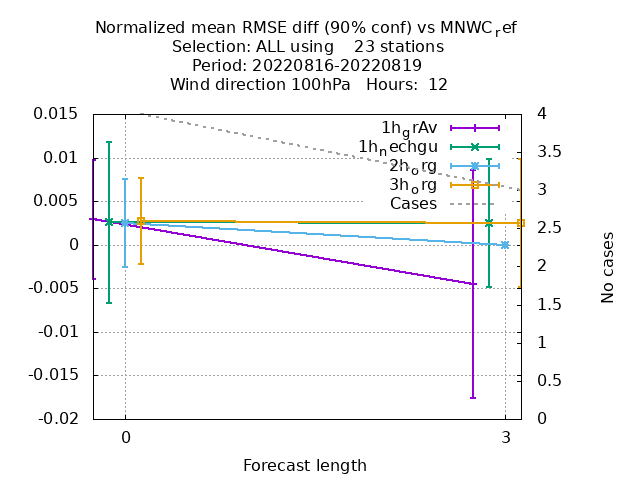 Normalized mean RMSE diff (90% conf) vs MNWC_ref
Selection: ALL using    23 stations
Period: 20220816-20220819
Wind direction 100hPa   Hours:  12
1h_grAv
1h_nechgu
2h_org
3h_org
Cases
0.015
0.01
0.005
0
-0.005
-0.01
-0.015
-0.02
4
3.5
3
2.5
2
1.5
1
0.5
0
No cases
0 3
Forecast length